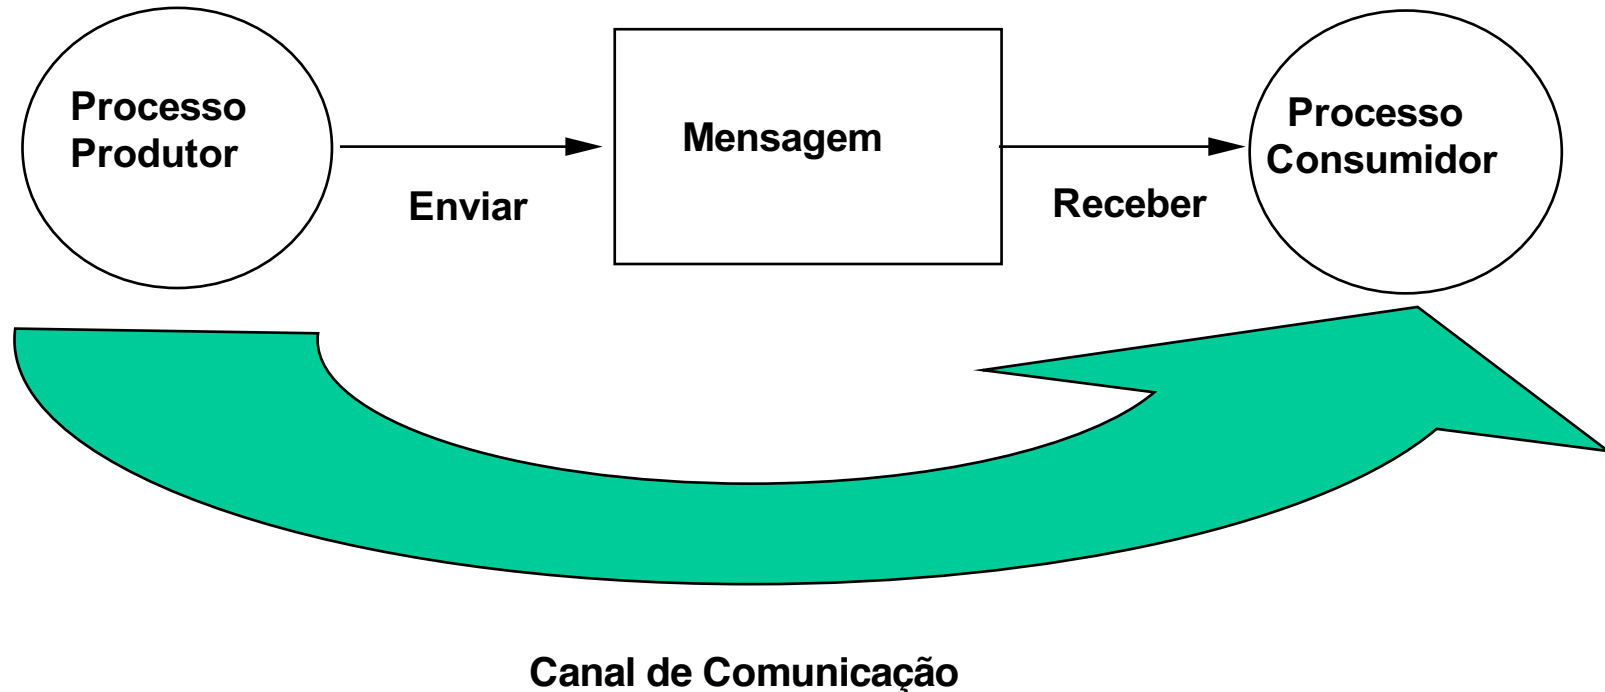 Processo
Produtor
Enviar
Mensagem
Receber
Processo
Consumidor
Canal de Comunicação